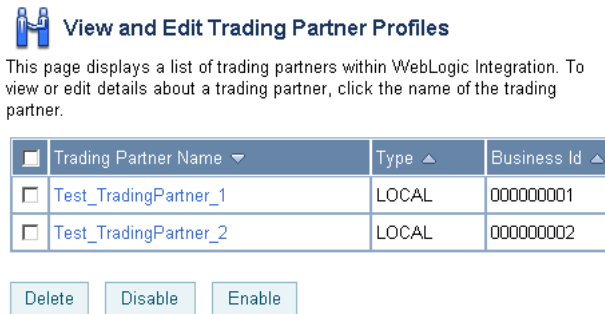 View and Edit Trading Partner Profiles
This page displays a list of trading partners within WebLogic Integration. To
view or edit details about a trading partner, click the name of the trading
partner.
Trading Partner Name Type Business Id
Test_TradingPartner_1 LOCAL 000000001
Test_TradingPartner_2 LOCAL 000000002
Delete Disable Enable